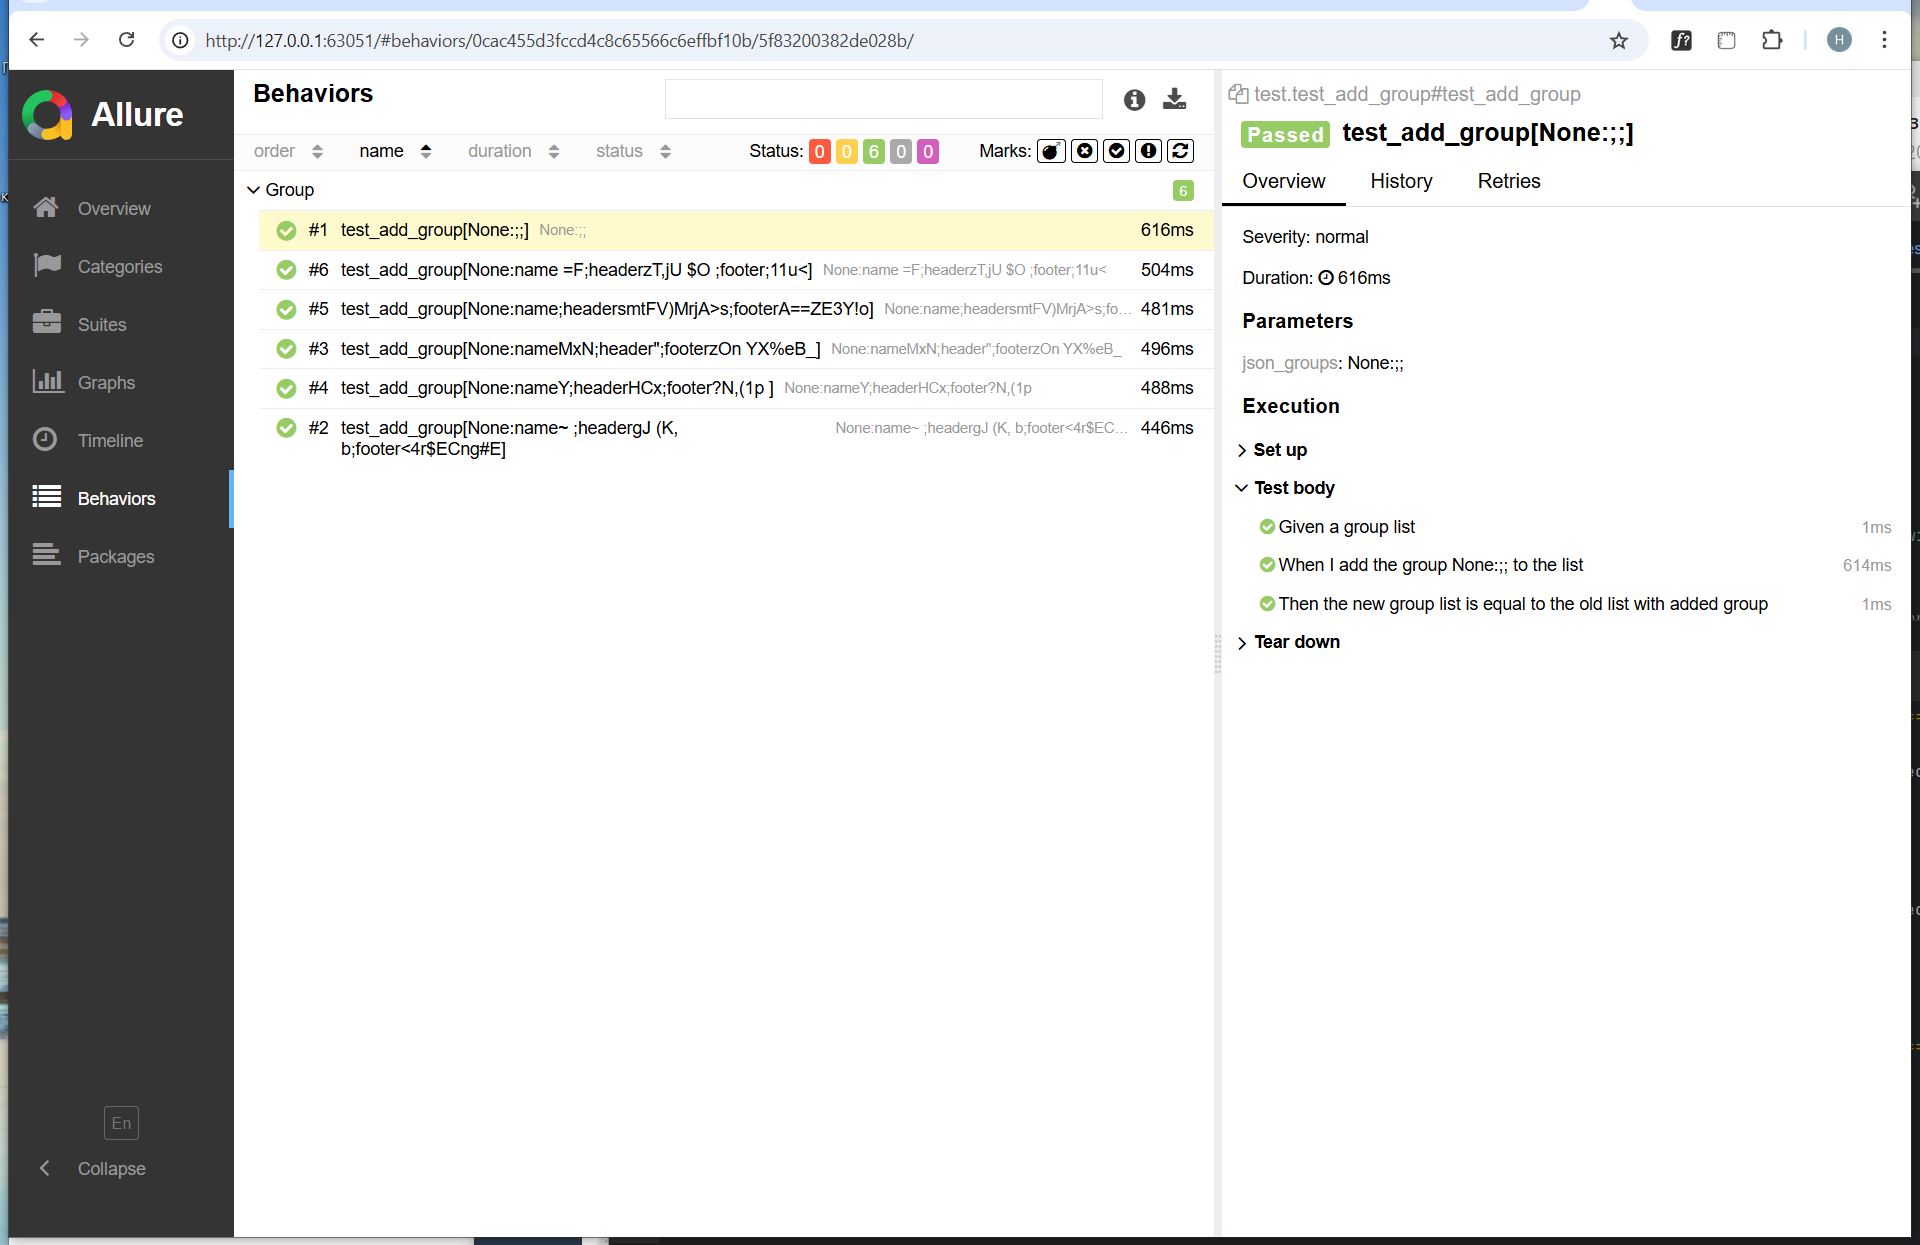 http://127.0.0.1:63051/#behaviors/0cac455d3fccd4c8c65566c6effbf10b/5f83200382de028b/
H
Allure
Overview
Categories
Suites
Graphs
Timeline
Behaviors
Packages
En
Collapse
Behaviors
order name duration status Status: 0 0 6 0 0 Marks:
Group 6
#1 test_add_group[None:;;] None:;; 616ms
#6 test_add_group[None:name =F;headerzT,jU $O ;footer;11u<] None:name =F;headerzT,jU $O ;footer;11u< 504ms
#5 test_add_group[None:name;headersmtFV)MrjA>s;footerA==ZE3Y!o] None:name;headersmtFV)MrjA>s;fo... 481ms
#3 test_add_group[None:nameMxN;header";footerzOn YX%eB_] None:nameMxN;header";footerzOn YX%eB_ 496ms
#4 test_add_group[None:nameY;headerHCx;footer?N,(1p ] None:nameY;headerHCx;footer?N,(1p 488ms
#2 test_add_group[None:name~ ;headergJ (K, None:name~ ;headergJ (K, b;footer<4r$EC... 446ms
b;footer<4r$ECng#E]
test.test_add_group#test_add_group
Passed test_add_group[None:;;]
Overview History Retries
Severity: normal
Duration: 616ms
Parameters
json_groups: None:;;
Execution
Set up
Test body
Given a group list 1ms
When I add the group None:;; to the list 614ms
Then the new group list is equal to the old list with added group 1ms
Tear down